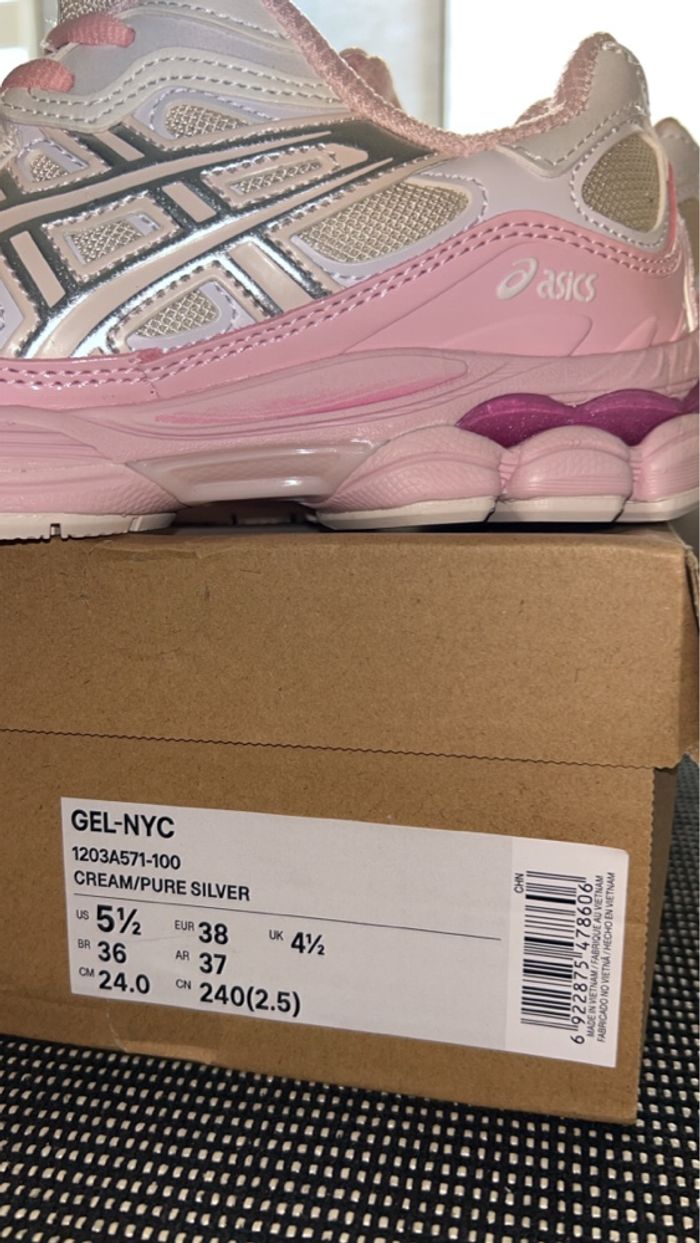 asics
GEL-NYC
1203A571-100
CREAM/PURE SILVER
US 5½ EUR 38 UK 4½
BR 36 AR 37
CM 24.0 CN 240(2.5)
CHN
6 922875 478606
MADE IN VIETNAM / FABRIQUE AU VIETNAM
FABRICADO NO VIETNÃ / HECHO EN VIETNAM